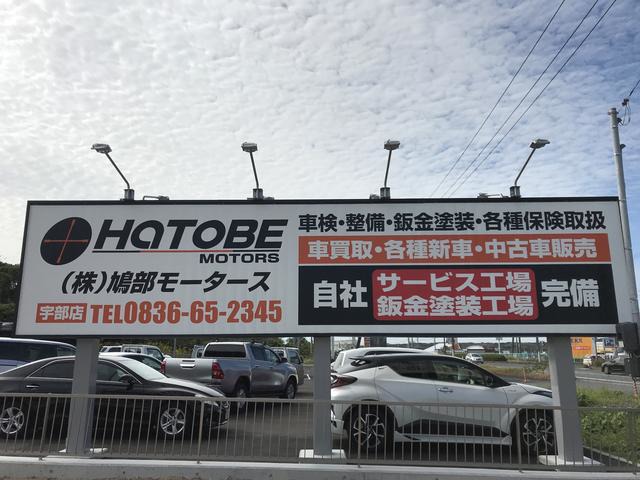 HATOBE
MOTORS
(株)鳩部モータース
宇部店 TEL0836-65-2345
車検・整備・鈑金塗装・各種保険取扱
車買取・各種新車・中古車販売
自社 サービス工場 完備
鈑金塗装工場